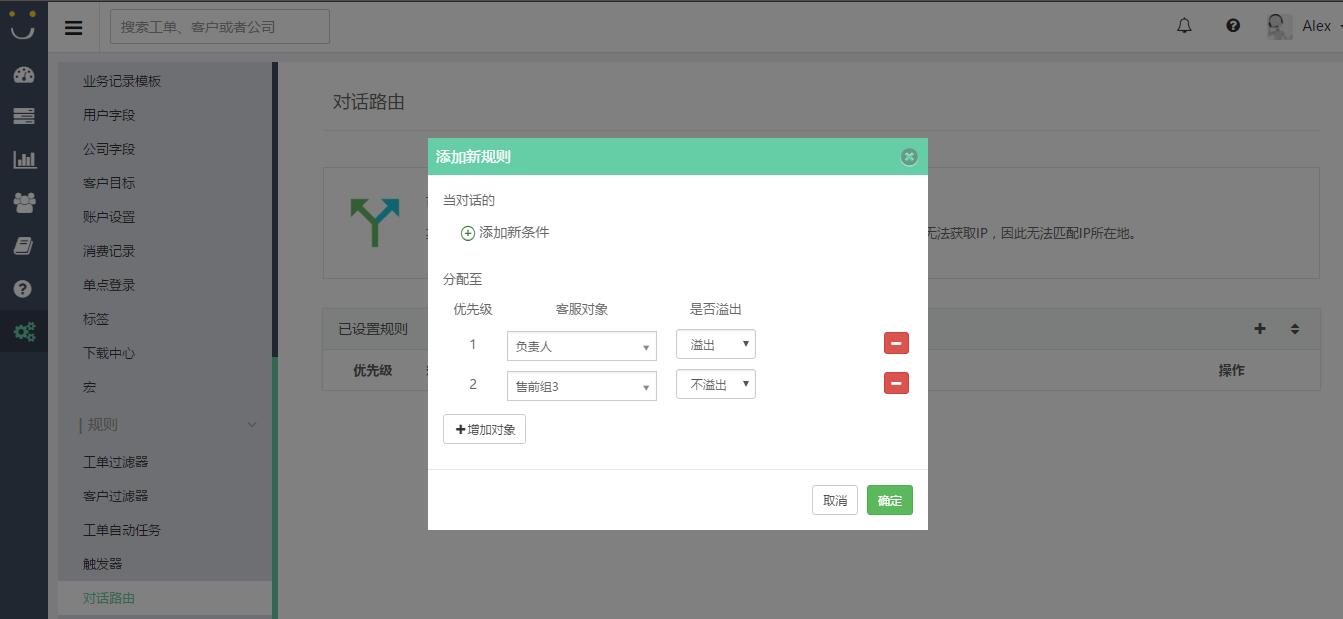 搜索工单、客户或者公司
Alex
业务记录模板
用户字段
公司字段
客户目标
账户设置
消费记录
单点登录
标签
下载中心
宏
规则
工单过滤器
客户过滤器
工单自动任务
触发器
对话路由
对话路由
无法获取IP，因此无法匹配IP所在地。
已设置规则
优先级
操作
添加新规则
当对话的
添加新条件
分配至
优先级 客服对象 是否溢出
1 负责人 溢出
2 售前组3 不溢出
增加对象
取消 确定